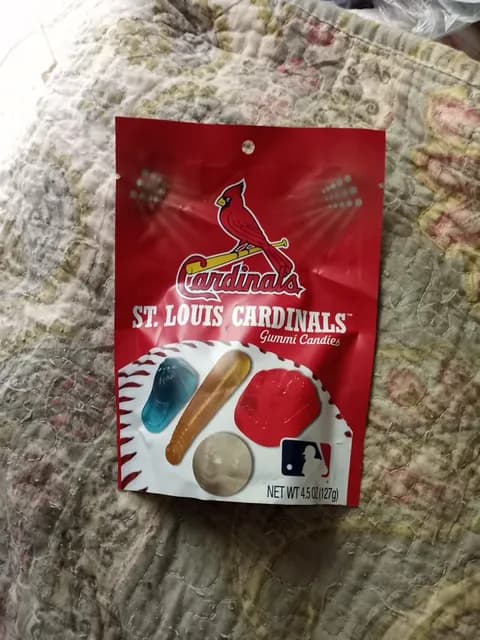 Cardinals
ST. LOUIS CARDINALS™
Gummi Candies
NET WT 4.5 OZ (127g)